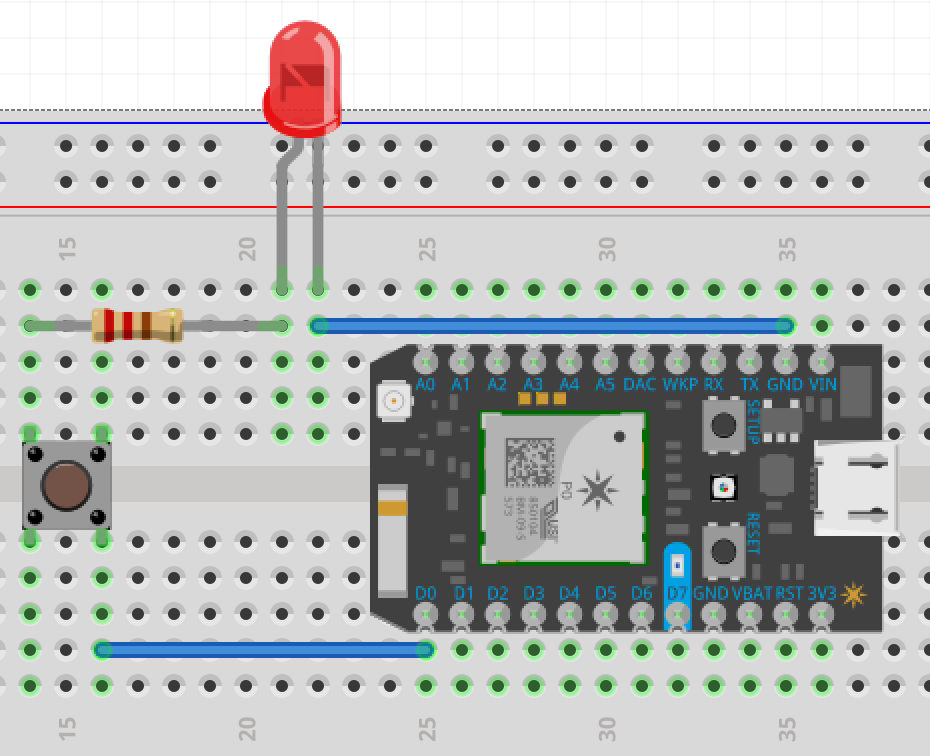 15 20 25 30 35
A0 A1 A2 A3 A4 A5 DAC WKP RX TX GND VIN
SETUP
P0
RESET
D0 D1 D2 D3 D4 D5 D6 D7 GND VBAT RST 3V3
15 20 25 30 35